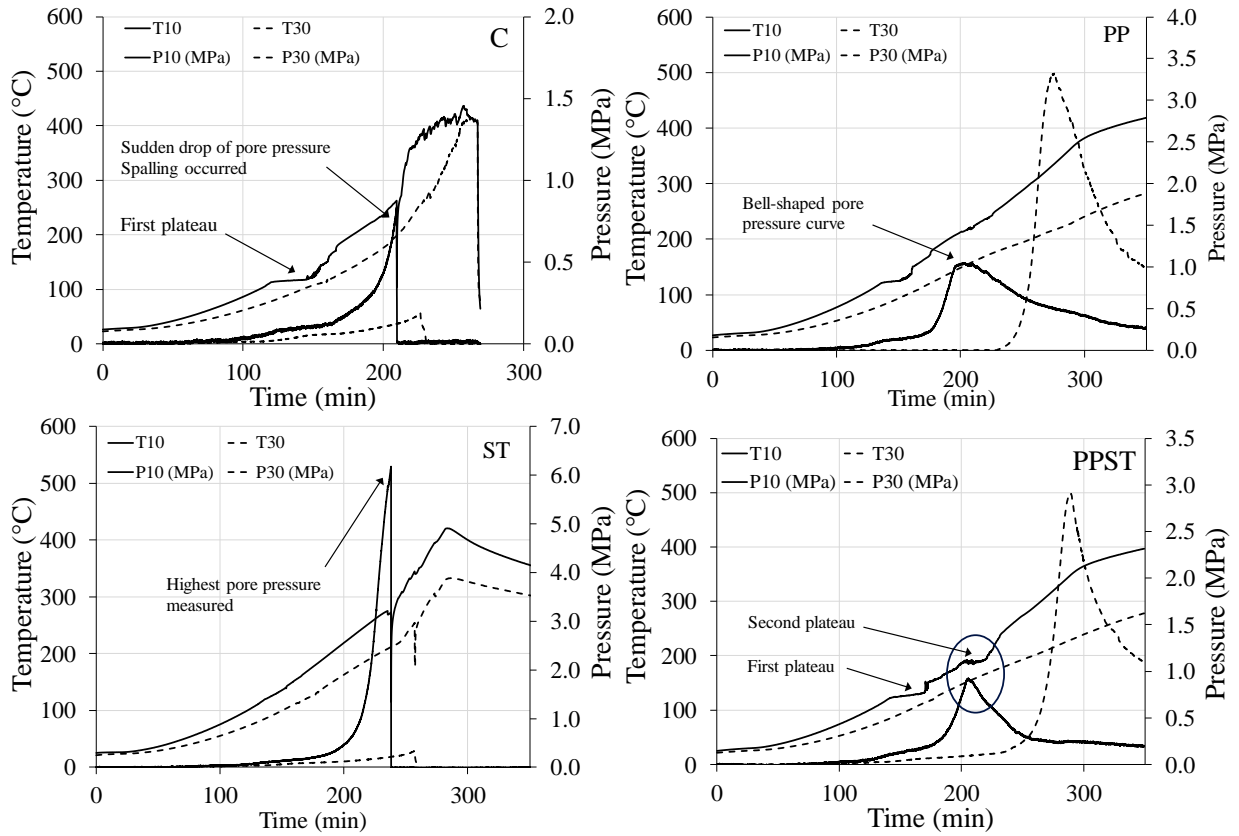 600
500
400
300
200
100
0
Temperature (°C)
T10
T30
P10 (MPa)
P30 (MPa)
C
Sudden drop of pore pressure
Spalling occurred
First plateau
2.0
1.5
1.0
0.5
0.0
Pressure (MPa)
0
100
200
300
Time (min)
600
500
400
300
200
100
0
Temperature (°C)
T10
T30
P10 (MPa)
P30 (MPa)
PP
Bell-shaped pore
pressure curve
4.0
3.5
3.0
2.5
2.0
1.5
1.0
0.5
0.0
Pressure (MPa)
0
100
200
300
Time (min)
600
500
400
300
200
100
0
Temperature (°C)
T10
T30
P10 (MPa)
P30 (MPa)
ST
Highest pore pressure
measured
7.0
6.0
5.0
4.0
3.0
2.0
1.0
0.0
Pressure (MPa)
0
100
200
300
Time (min)
600
500
400
300
200
100
0
Temperature (°C)
T10
T30
P10 (MPa)
P30 (MPa)
PPST
Second plateau
First plateau
3.5
3.0
2.5
2.0
1.5
1.0
0.5
0.0
Pressure (MPa)
0
100
200
300
Time (min)